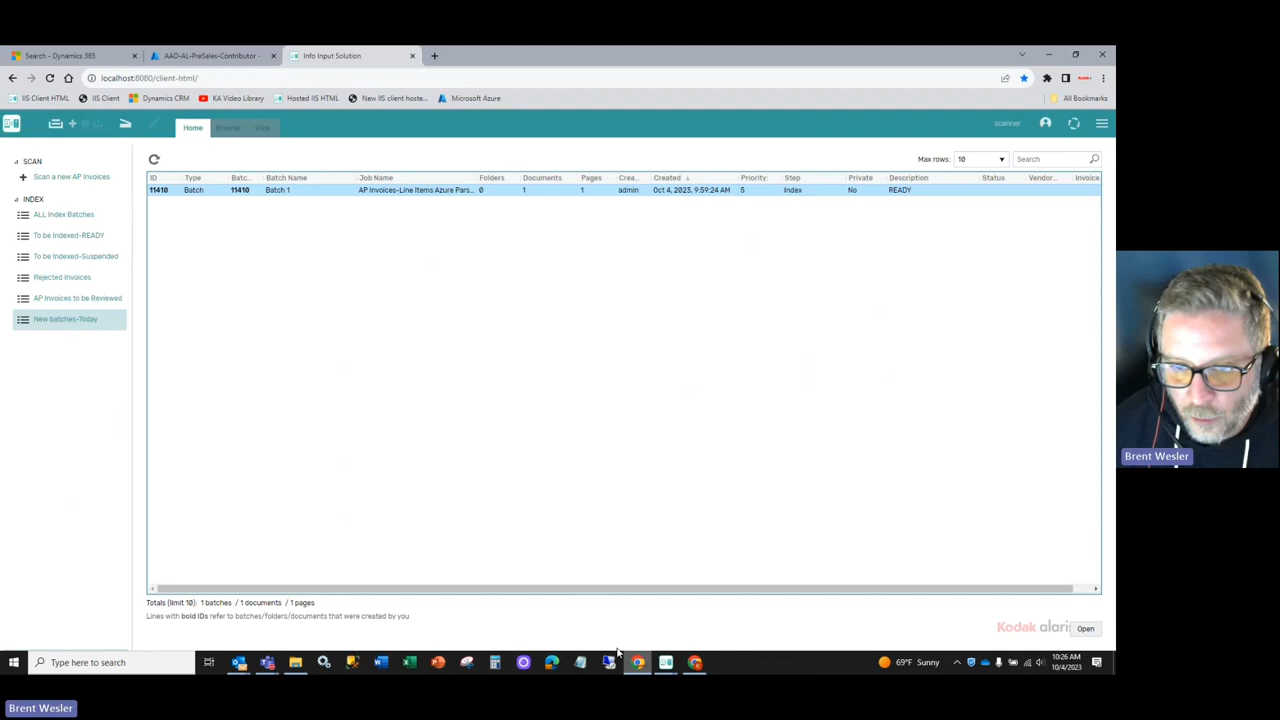 Search - Dynamics 365
AAD-AL-PreSales-Contributor -
Info Input Solution
localhost:8080/client-html/
IIS Client HTML
IIS Client
Dynamics CRM
KA Video Library
Hosted IIS HTML
New IIS client hoste...
Microsoft Azure
All Bookmarks
Home
Browse
View
scanner
SCAN
Scan a new AP Invoices
INDEX
ALL Index Batches
To be Indexed-READY
To be Indexed-Suspended
Rejected Invoices
AP Invoices to be Reviewed
New batches-Today
Max rows: 10
Search
ID Type Batc... Batch Name Job Name Folders Documents Pages Crea... Created Priority: Step Private Description Status Vendor... Invoice
11410 Batch 11410 Batch 1 AP Invoices-Line Items Azure Pars... 0 1 1 admin Oct 4, 2023, 9:59:24 AM 5 Index No READY
Totals (limit 10): 1 batches / 1 documents / 1 pages
Lines with bold IDs refer to batches/folders/documents that were created by you
Kodak alaris
Open
Type here to search
69°F Sunny
10:26 AM
10/4/2023
Brent Wesler
Brent Wesler